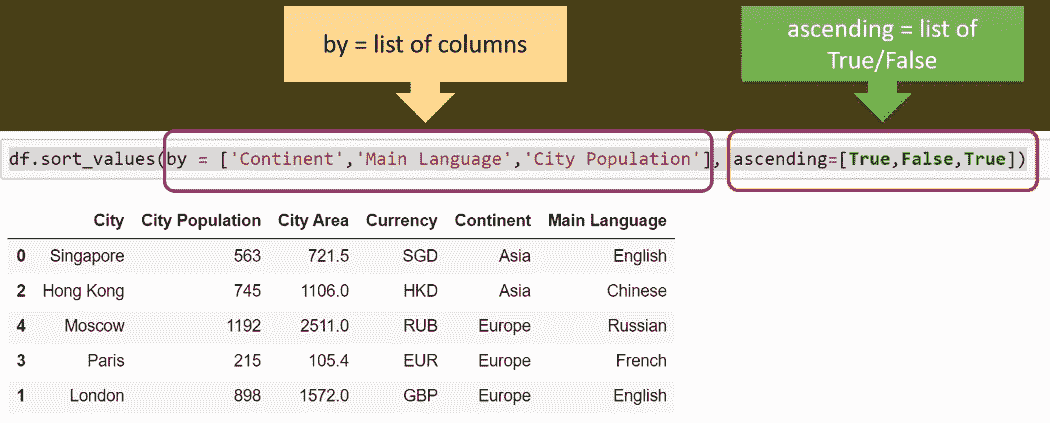 by = list of columns
ascending = list of
True/False
df.sort_values(by = ['Continent','Main Language','City Population'], ascending=[True,False,True])
City City Population City Area Currency Continent Main Language
0 Singapore 563 721.5 SGD Asia English
2 Hong Kong 745 1106.0 HKD Asia Chinese
4 Moscow 1192 2511.0 RUB Europe Russian
3 Paris 215 105.4 EUR Europe French
1 London 898 1572.0 GBP Europe English